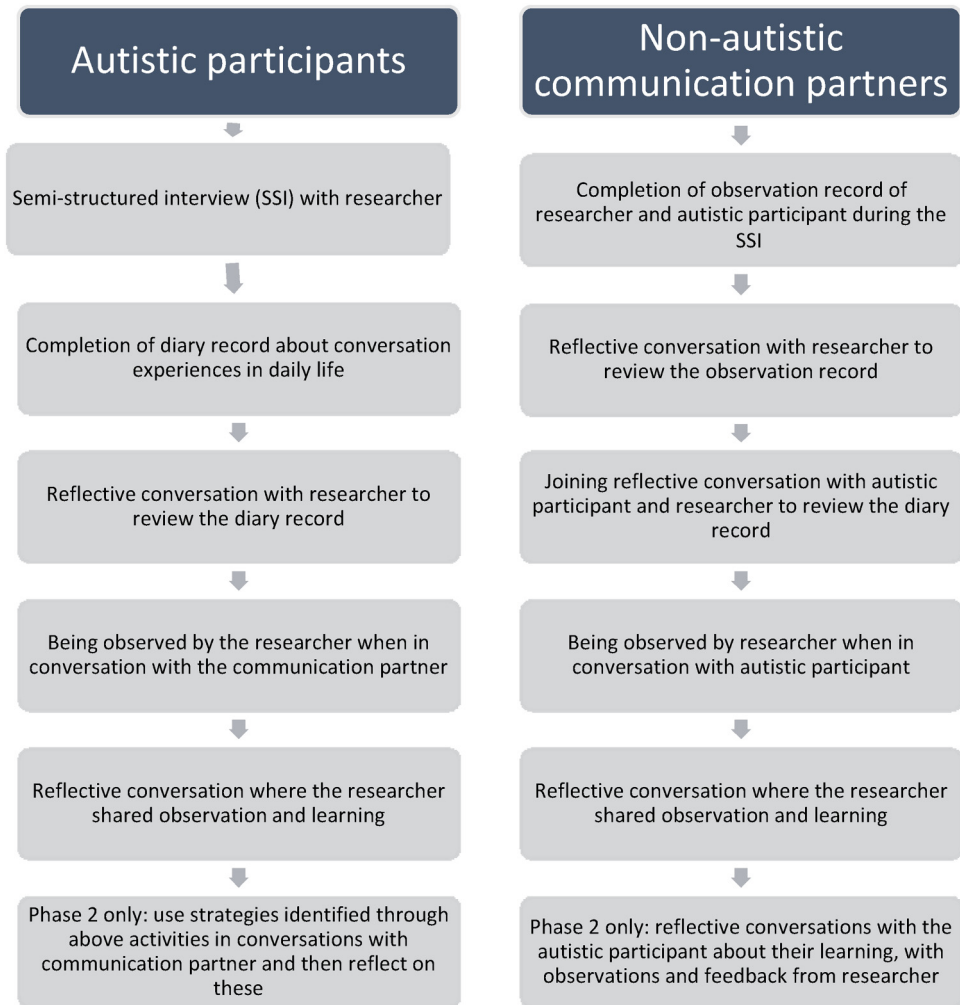 Autistic participants
Semi-structured interview (SSI) with researcher
Completion of diary record about conversation
experiences in daily life
Reflective conversation with researcher to
review the diary record
Being observed by the researcher when in
conversation with the communication partner
Reflective conversation where the researcher
shared observation and learning
Phase 2 only: use strategies identified through
above activities in conversations with
communication partner and then reflect on
these
Non-autistic
communication partners
Completion of observation record of
researcher and autistic participant during the
SSI
Reflective conversation with researcher to
review the observation record
Joining reflective conversation with autistic
participant and researcher to review the diary
record
Being observed by researcher when in
conversation with autistic participant
Reflective conversation where the researcher
shared observation and learning
Phase 2 only: reflective conversations with the
autistic participant about their learning, with
observations and feedback from researcher